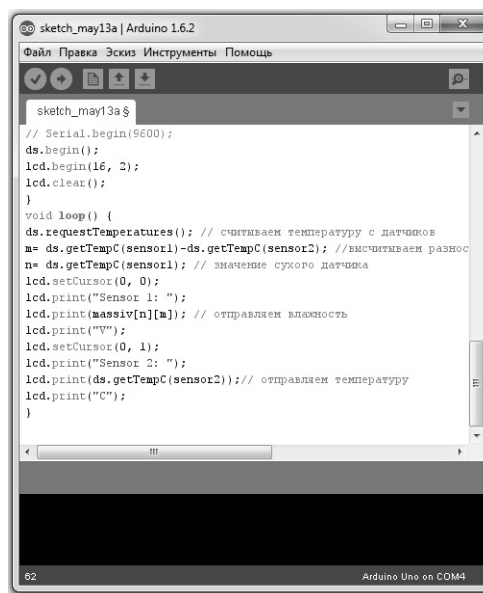 sketch_may13a | Arduino 1.6.2
Файл Правка Эскиз Инструменты Помощь
sketch_may13a §
// Serial.begin(9600);
ds.begin();
lcd.begin(16, 2);
lcd.clear();
}
void loop() {
ds.requestTemperatures(); // считываем температуру с датчиков
m= ds.getTempC(sensor1)-ds.getTempC(sensor2); //высчитываем разнос
n= ds.getTempC(sensor1); // значение сухого датчика
lcd.setCursor(0, 0);
lcd.print("Sensor 1: ");
lcd.print(massiv[n][m]); // отправляем влажность
lcd.print("V");
lcd.setCursor(0, 1);
lcd.print("Sensor 2: ");
lcd.print(ds.getTempC(sensor2));// отправляем температуру
lcd.print("C");
}
62 Arduino Uno on COM4